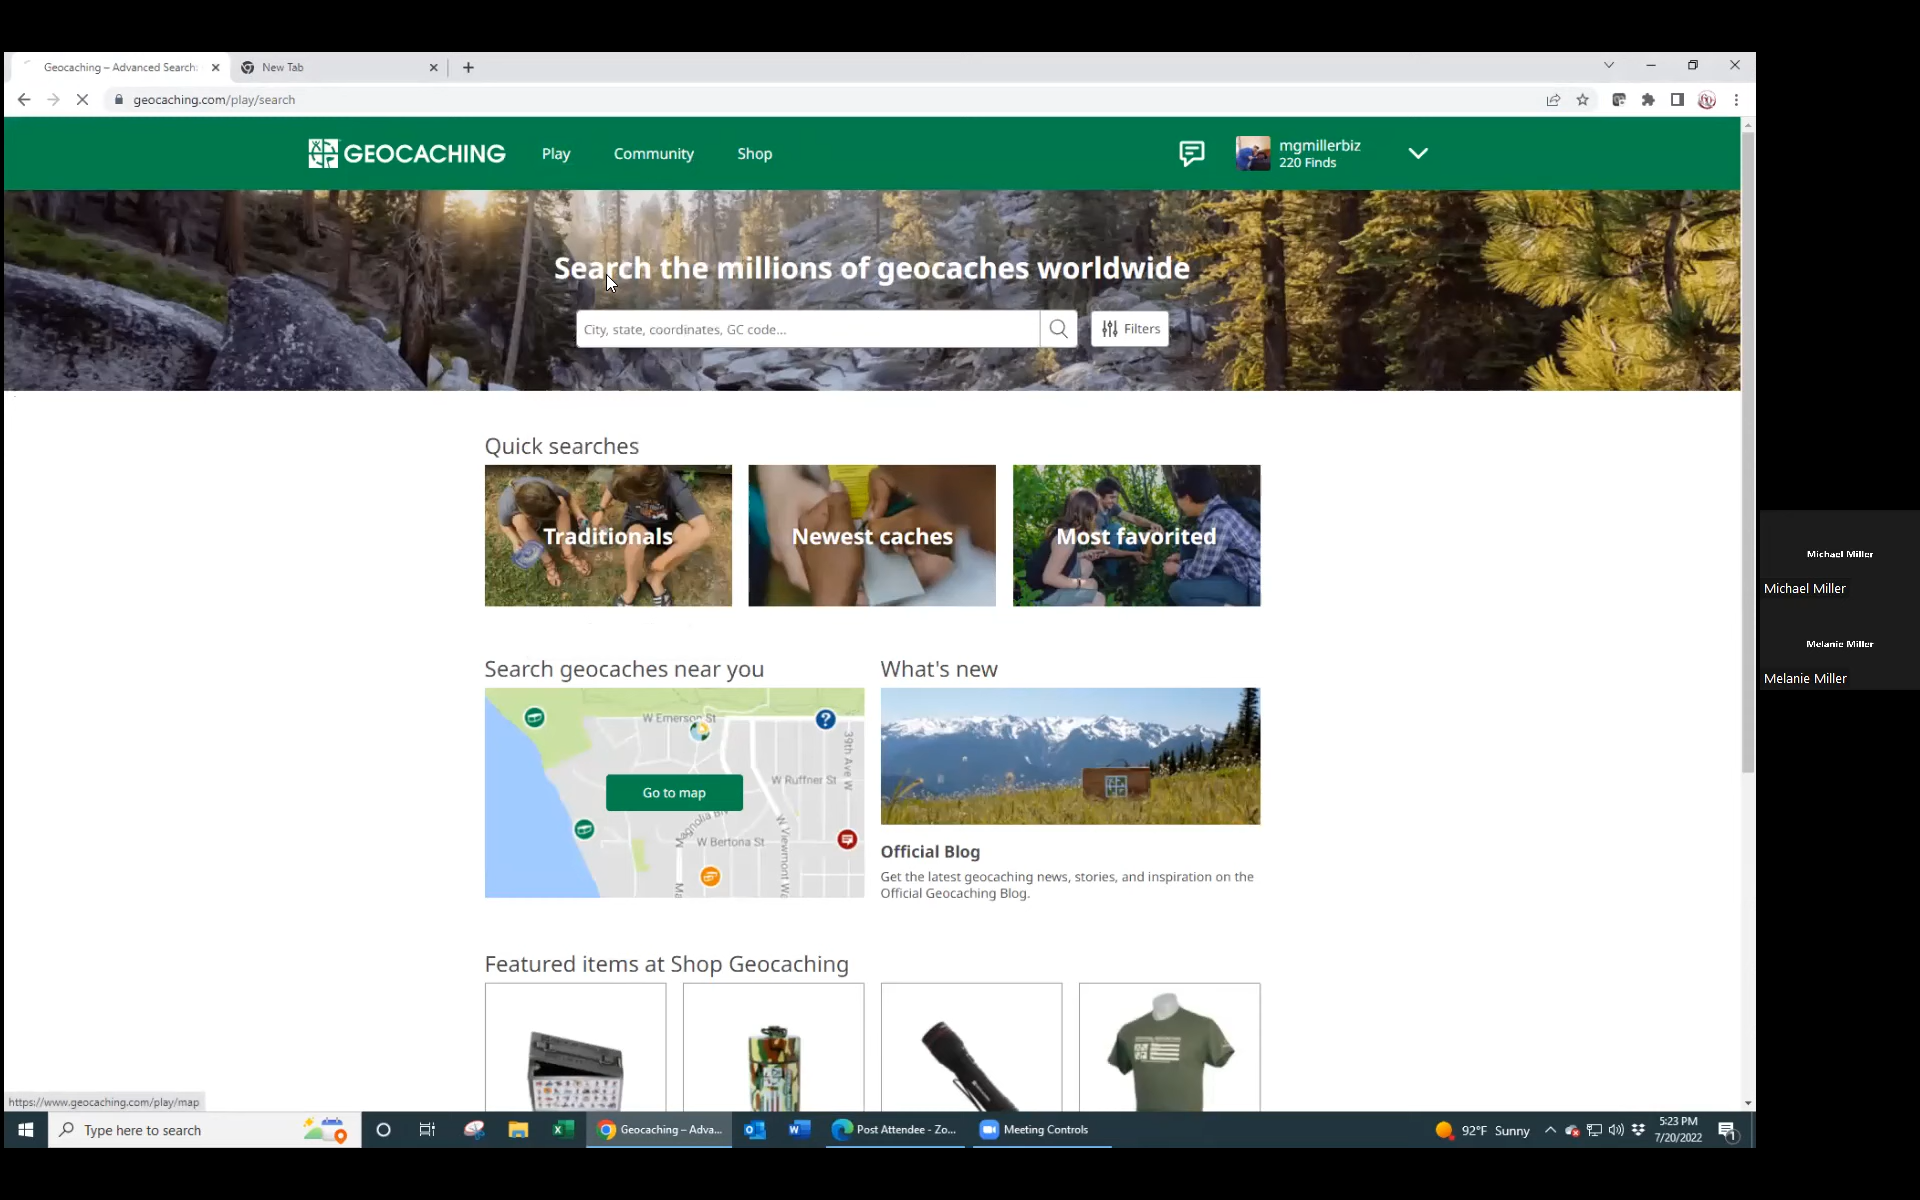 Geocaching – Advanced Search:
New Tab
geocaching.com/play/search
GEOCACHING
Play
Community
Shop
mgmillerbiz
220 Finds
Search the millions of geocaches worldwide
City, state, coordinates, GC code...
Filters
Quick searches
Traditionals
Newest caches
Most favorited
Search geocaches near you
What's new
W Emerson St
39th Ave W
W Ruffner St
Go to map
W Bertona St
W Viewmont W
Official Blog
Get the latest geocaching news, stories, and inspiration on the
Official Geocaching Blog.
Featured items at Shop Geocaching
https://www.geocaching.com/play/map
Type here to search
Geocaching – Adva...
Post Attendee - Zo...
Meeting Controls
92°F Sunny
5:23 PM
7/20/2022
1
Michael Miller
Michael Miller
Melanie Miller
Melanie Miller